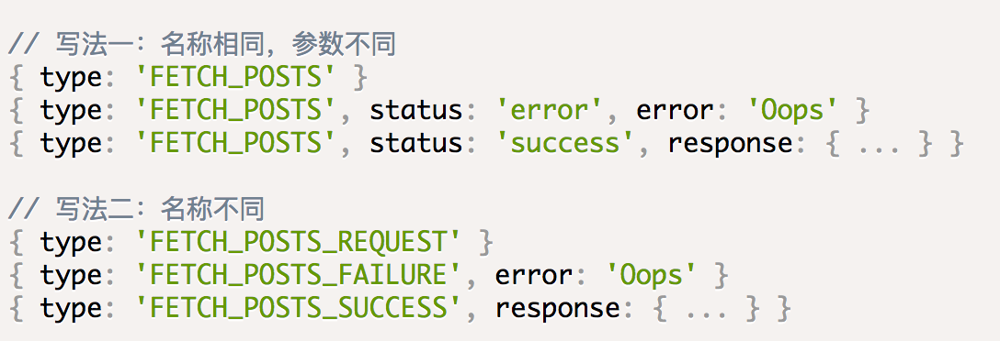 // 写法一：名称相同，参数不同
{ type: 'FETCH_POSTS' }
{ type: 'FETCH_POSTS', status: 'error', error: 'Oops' }
{ type: 'FETCH_POSTS', status: 'success', response: { ... } }
// 写法二：名称不同
{ type: 'FETCH_POSTS_REQUEST' }
{ type: 'FETCH_POSTS_FAILURE', error: 'Oops' }
{ type: 'FETCH_POSTS_SUCCESS', response: { ... } }